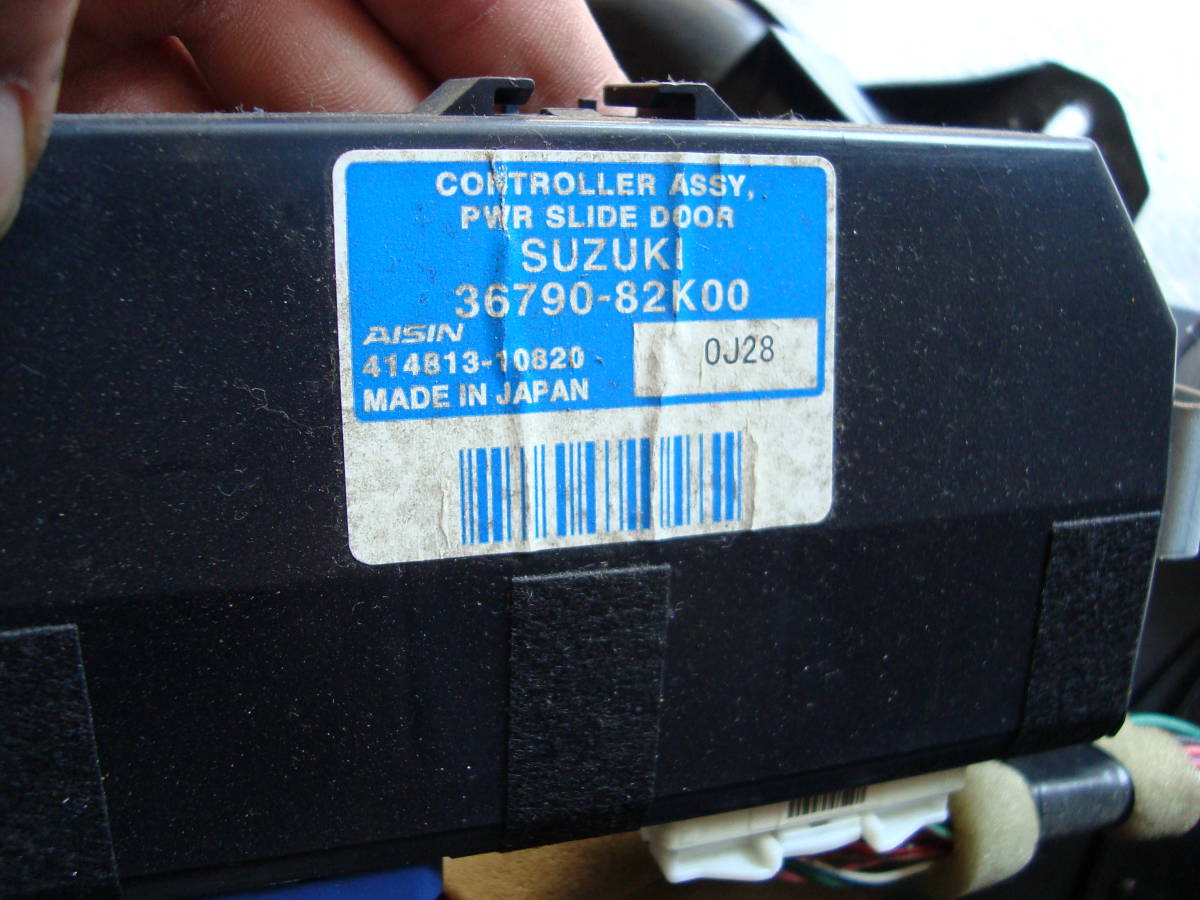 CONTROLLER ASSY,
PWR SLIDE DOOR
SUZUKI
36790-82K00
AISIN
414813-10820
MADE IN JAPAN
0J28